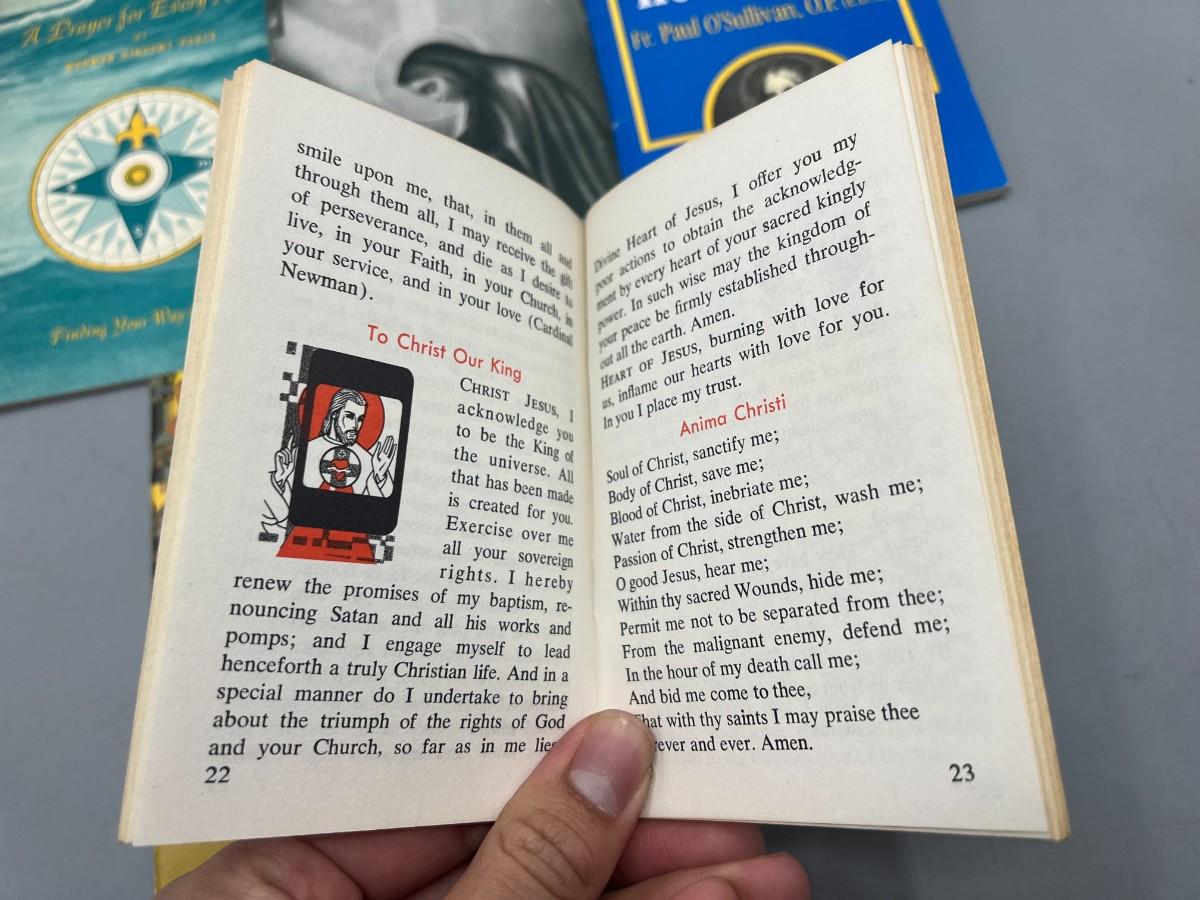 A Prayer for Every
BY
Finding Your Way
Fr. Paul O'Sullivan, O.P.
smile upon me, that, in them all and
through them all, I may receive the gift
of perseverance, and die as I desire to
live, in your Faith, in your Church, in
your service, and in your love (Cardinal
Newman).
To Christ Our King
CHRIST JESUS, I
acknowledge you
to be the King of
the universe. All
that has been made
is created for you.
Exercise over me
all your sovereign
rights. I hereby
renew the promises of my baptism, re-
nouncing Satan and all his works and
pomps; and I engage myself to lead
henceforth a truly Christian life. And in a
special manner do I undertake to bring
about the triumph of the rights of God
and your Church, so far as in me lies
22
Divine Heart of Jesus, I offer you my
poor actions to obtain the acknowledg-
ment by every heart of your sacred kingly
power. In such wise may the kingdom of
your peace be firmly established through-
out all the earth. Amen.
HEART OF JESUS, burning with love for
us, inflame our hearts with love for you.
In you I place my trust.
Anima Christi
Soul of Christ, sanctify me;
Body of Christ, save me;
Blood of Christ, inebriate me;
Water from the side of Christ, wash me;
Passion of Christ, strengthen me;
O good Jesus, hear me;
Within thy sacred Wounds, hide me;
Permit me not to be separated from thee;
From the malignant enemy, defend me;
In the hour of my death call me;
And bid me come to thee,
That with thy saints I may praise thee
rever and ever. Amen.
23